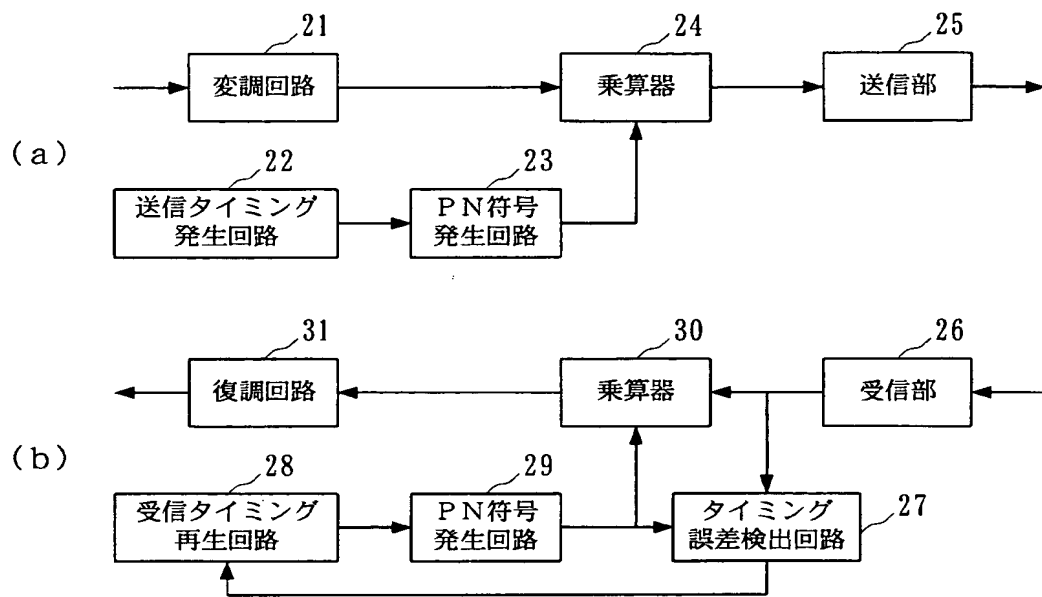 21
24
25
変調回路
乗算器
送信部
(a)
22
23
送信タイミング
発生回路
PN符号
発生回路
31
30
26
復調回路
乗算器
受信部
(b)
28
29
27
受信タイミング
再生回路
PN符号
発生回路
タイミング
誤差検出回路